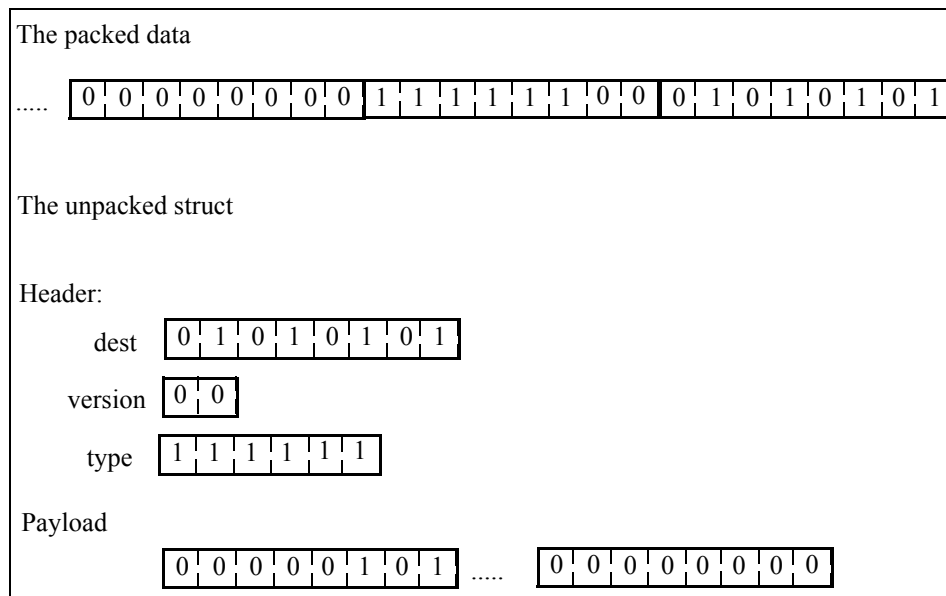 The packed data
..... 0 0 0 0 0 0 0 0 1 1 1 1 1 1 0 0 0 1 0 1 0 1 0 1
The unpacked struct
Header:
dest 0 1 0 1 0 1 0 1
version 0 0
type 1 1 1 1 1 1
Payload
0 0 0 0 0 1 0 1 ..... 0 0 0 0 0 0 0 0